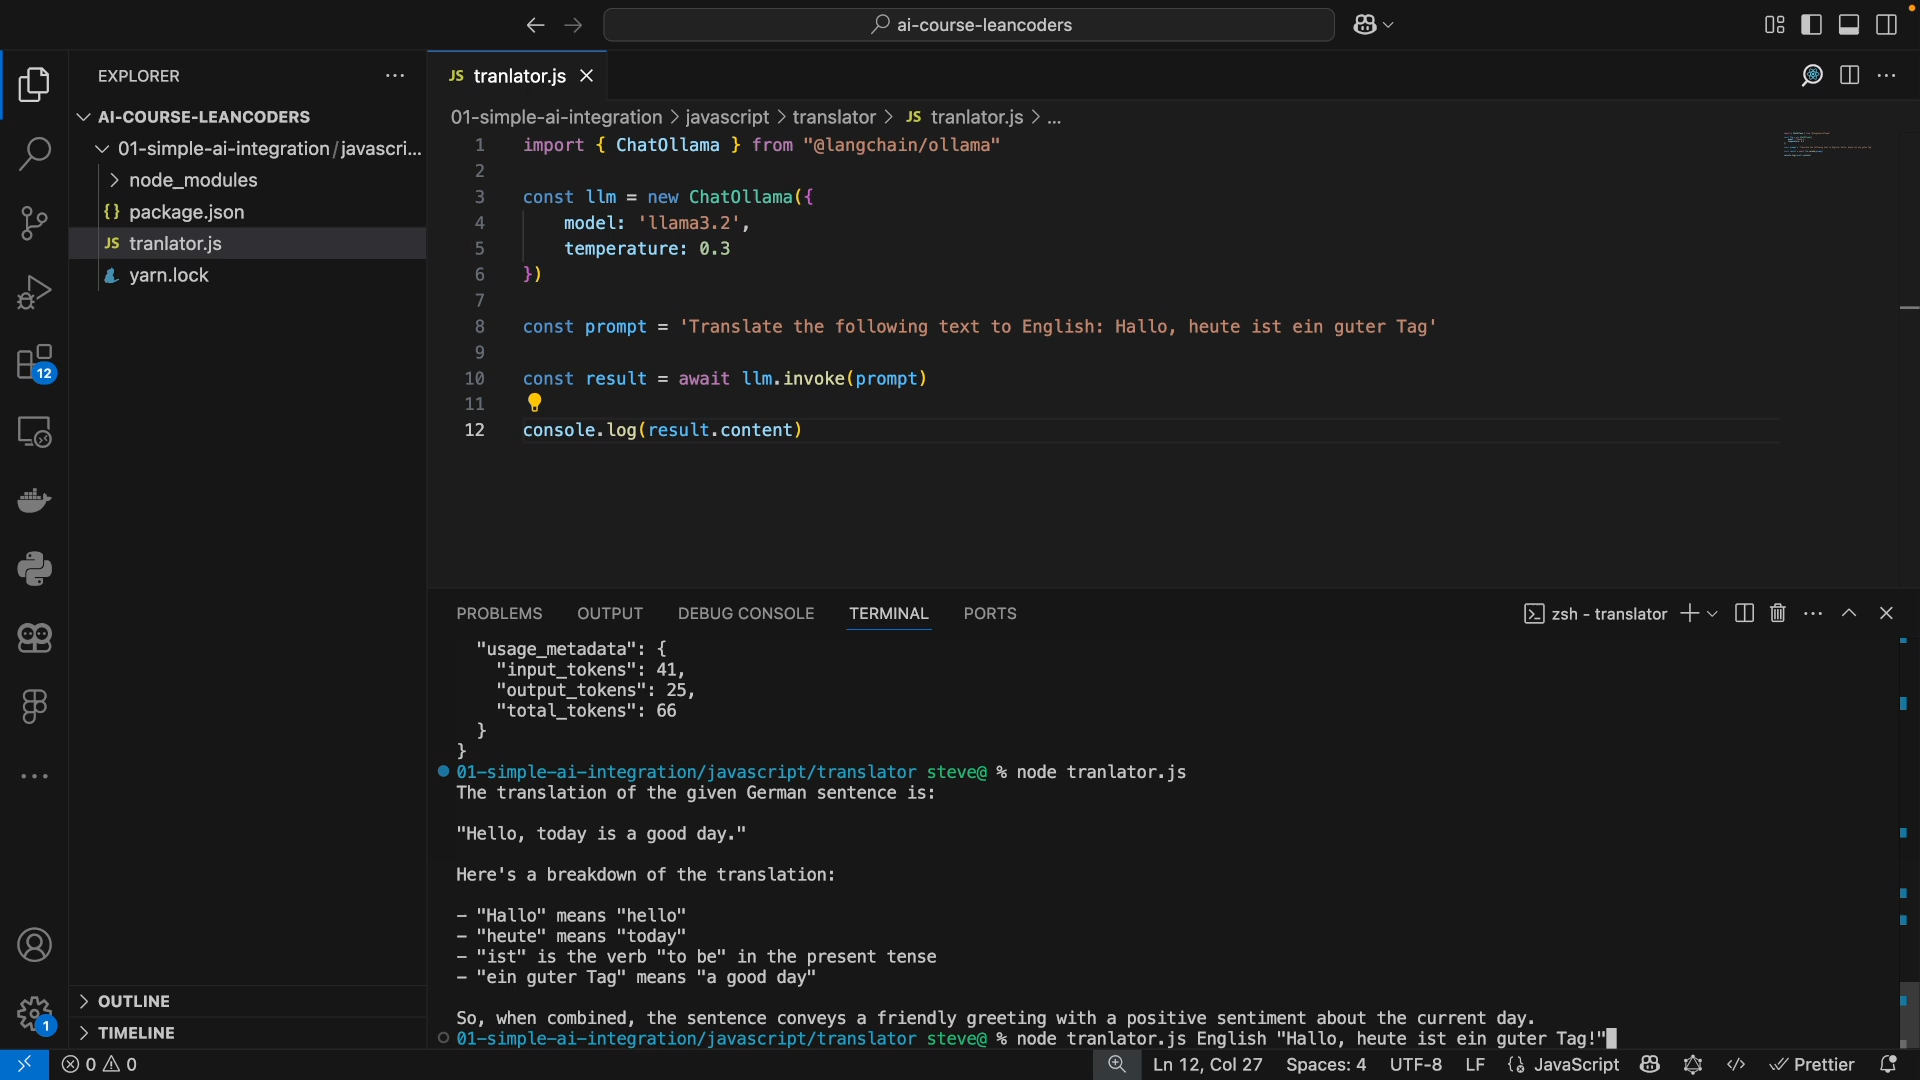 ai-course-leancoders
EXPLORER
JS tranlator.js
AI-COURSE-LEANCODERS
01-simple-ai-integration/javascri...
node_modules
{} package.json
JS tranlator.js
yarn.lock
12
01-simple-ai-integration > javascript > translator > JS tranlator.js > ...
1 import { ChatOllama } from "@langchain/ollama"
2
3 const llm = new ChatOllama({
4 model: 'llama3.2',
5 temperature: 0.3
6 })
7
8 const prompt = 'Translate the following text to English: Hallo, heute ist ein guter Tag'
9
10 const result = await llm.invoke(prompt)
11
12 console.log(result.content)
PROBLEMS OUTPUT DEBUG CONSOLE TERMINAL PORTS
zsh - translator
"usage_metadata": {
"input_tokens": 41,
"output_tokens": 25,
"total_tokens": 66
}
}
01-simple-ai-integration/javascript/translator steve@ % node tranlator.js
The translation of the given German sentence is:
"Hello, today is a good day."
Here's a breakdown of the translation:
- "Hallo" means "hello"
- "heute" means "today"
- "ist" is the verb "to be" in the present tense
- "ein guter Tag" means "a good day"
So, when combined, the sentence conveys a friendly greeting with a positive sentiment about the current day.
01-simple-ai-integration/javascript/translator steve@ % node tranlator.js English "Hallo, heute ist ein guter Tag!"
OUTLINE
TIMELINE
1
0 0
Ln 12, Col 27 Spaces: 4 UTF-8 LF {} JavaScript Prettier